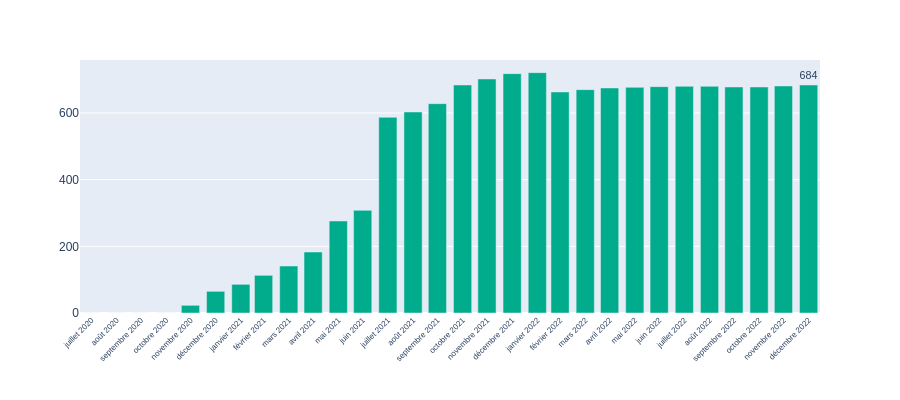 684
600
400
200
0
juillet 2020
août 2020
septembre 2020
octobre 2020
novembre 2020
décembre 2020
janvier 2021
février 2021
mars 2021
avril 2021
mai 2021
juin 2021
juillet 2021
août 2021
septembre 2021
octobre 2021
novembre 2021
décembre 2021
janvier 2022
février 2022
mars 2022
avril 2022
mai 2022
juin 2022
juillet 2022
août 2022
septembre 2022
octobre 2022
novembre 2022
décembre 2022